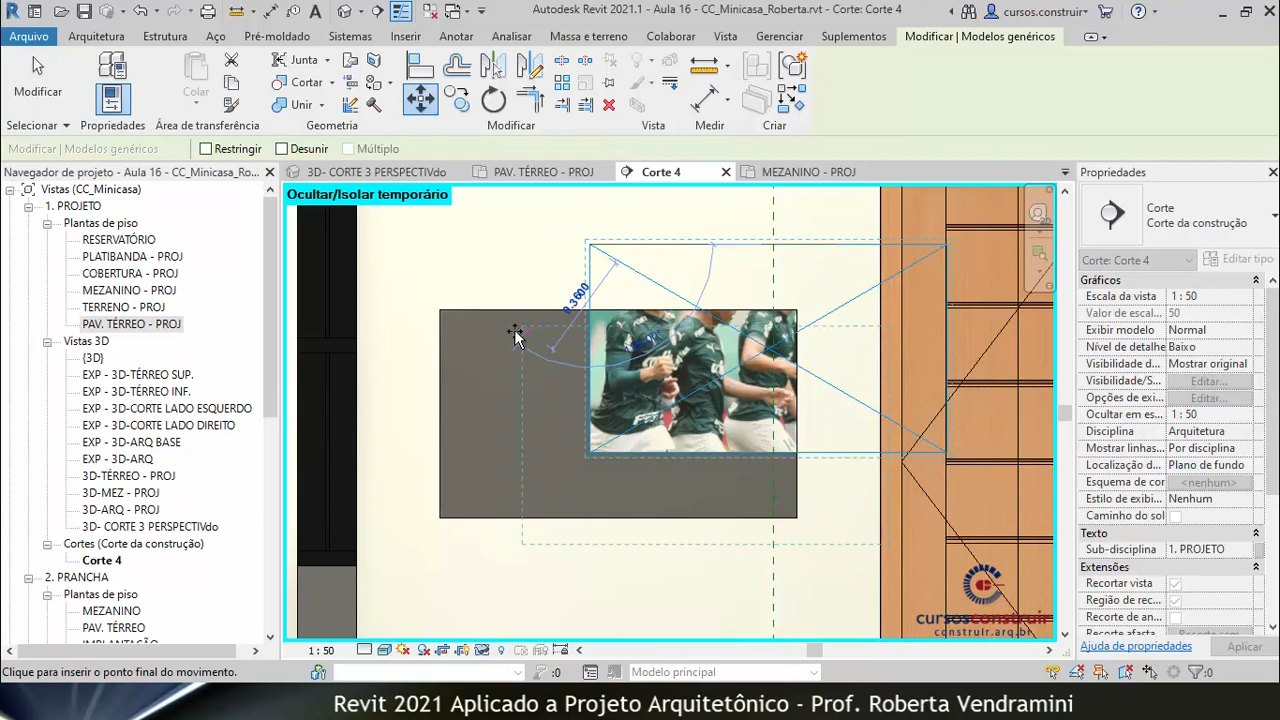 Autodesk Revit 2021.1 - Aula 16 - CC_Minicasa_Roberta.rvt - Corte: Corte 4
cursos.construir
Arquivo Arquitetura Estrutura Aço Pré-moldado Sistemas Inserir Anotar Analisar Massa e terreno Colaborar Vista Gerenciar Suplementos Modificar | Modelos genéricos
Modificar
Colar
Junta
Cortar
Uni
Selecionar Propriedades Área de transferência Geometria Modificar Vista Medir Criar
Modificar | Modelos genéricos Restringir Desunir Múltiplo
Navegador de projeto - Aula 16 - CC_Minicasa_Ro...
3D- CORTE 3 PERSPECTIVdo PAV. TÉRREO - PROJ Corte 4 MEZANINO - PROJ
Propriedades
Vistas (CC_Minicasa)
1. PROJETO
Plantas de piso
RESERVATÓRIO
PLATIBANDA - PROJ
COBERTURA - PROJ
MEZANINO - PROJ
TERRENO - PROJ
PAV. TÉRREO - PROJ
Vistas 3D
{3D}
EXP - 3D-TÉRREO SUP.
EXP - 3D-TÉRREO INF.
EXP - 3D-CORTE LADO ESQUERDO
EXP - 3D-CORTE LADO DIREITO
EXP - 3D-ARQ BASE
EXP - 3D-ARQ
3D-TÉRREO - PROJ
3D-MEZ - PROJ
3D-ARQ - PROJ
3D- CORTE 3 PERSPECTIVdo
Cortes (Corte da construção)
Corte 4
2. PRANCHA
Plantas de piso
MEZANINO
PAV. TÉRREO
IMPLANTAÇÃO
Ocultar/Isolar temporário
0.3600
cursosconstruir
construir.arq.br
Corte
Corte da construção
Corte: Corte 4 Editar tipo
Gráficos
Escala da vista 1 : 50
Valor de escal... 50
Exibir modelo Normal
Nível de detalhe Baixo
Visibilidade d... Mostrar original
Visibilidade/S... Editar...
Opções de exi... Editar...
Ocultar em es... 1 : 50
Disciplina Arquitetura
Mostrar linhas... Por disciplina
Localização d... Plano de fundo
Esquema de cor <nenhum>
Estilo de exibi... Nenhum
Caminho do sol
Texto
Sub-disciplina 1. PROJETO
Extensões
Recortar vista
Região de rec...
Recorte de an...
Ajuda de propriedades Aplicar
1 : 50
Clique para inserir o ponto final do movimento.
:0
Modelo principal
:0
Revit 2021 Aplicado a Projeto Arquitetônico - Prof. Roberta Vendramini